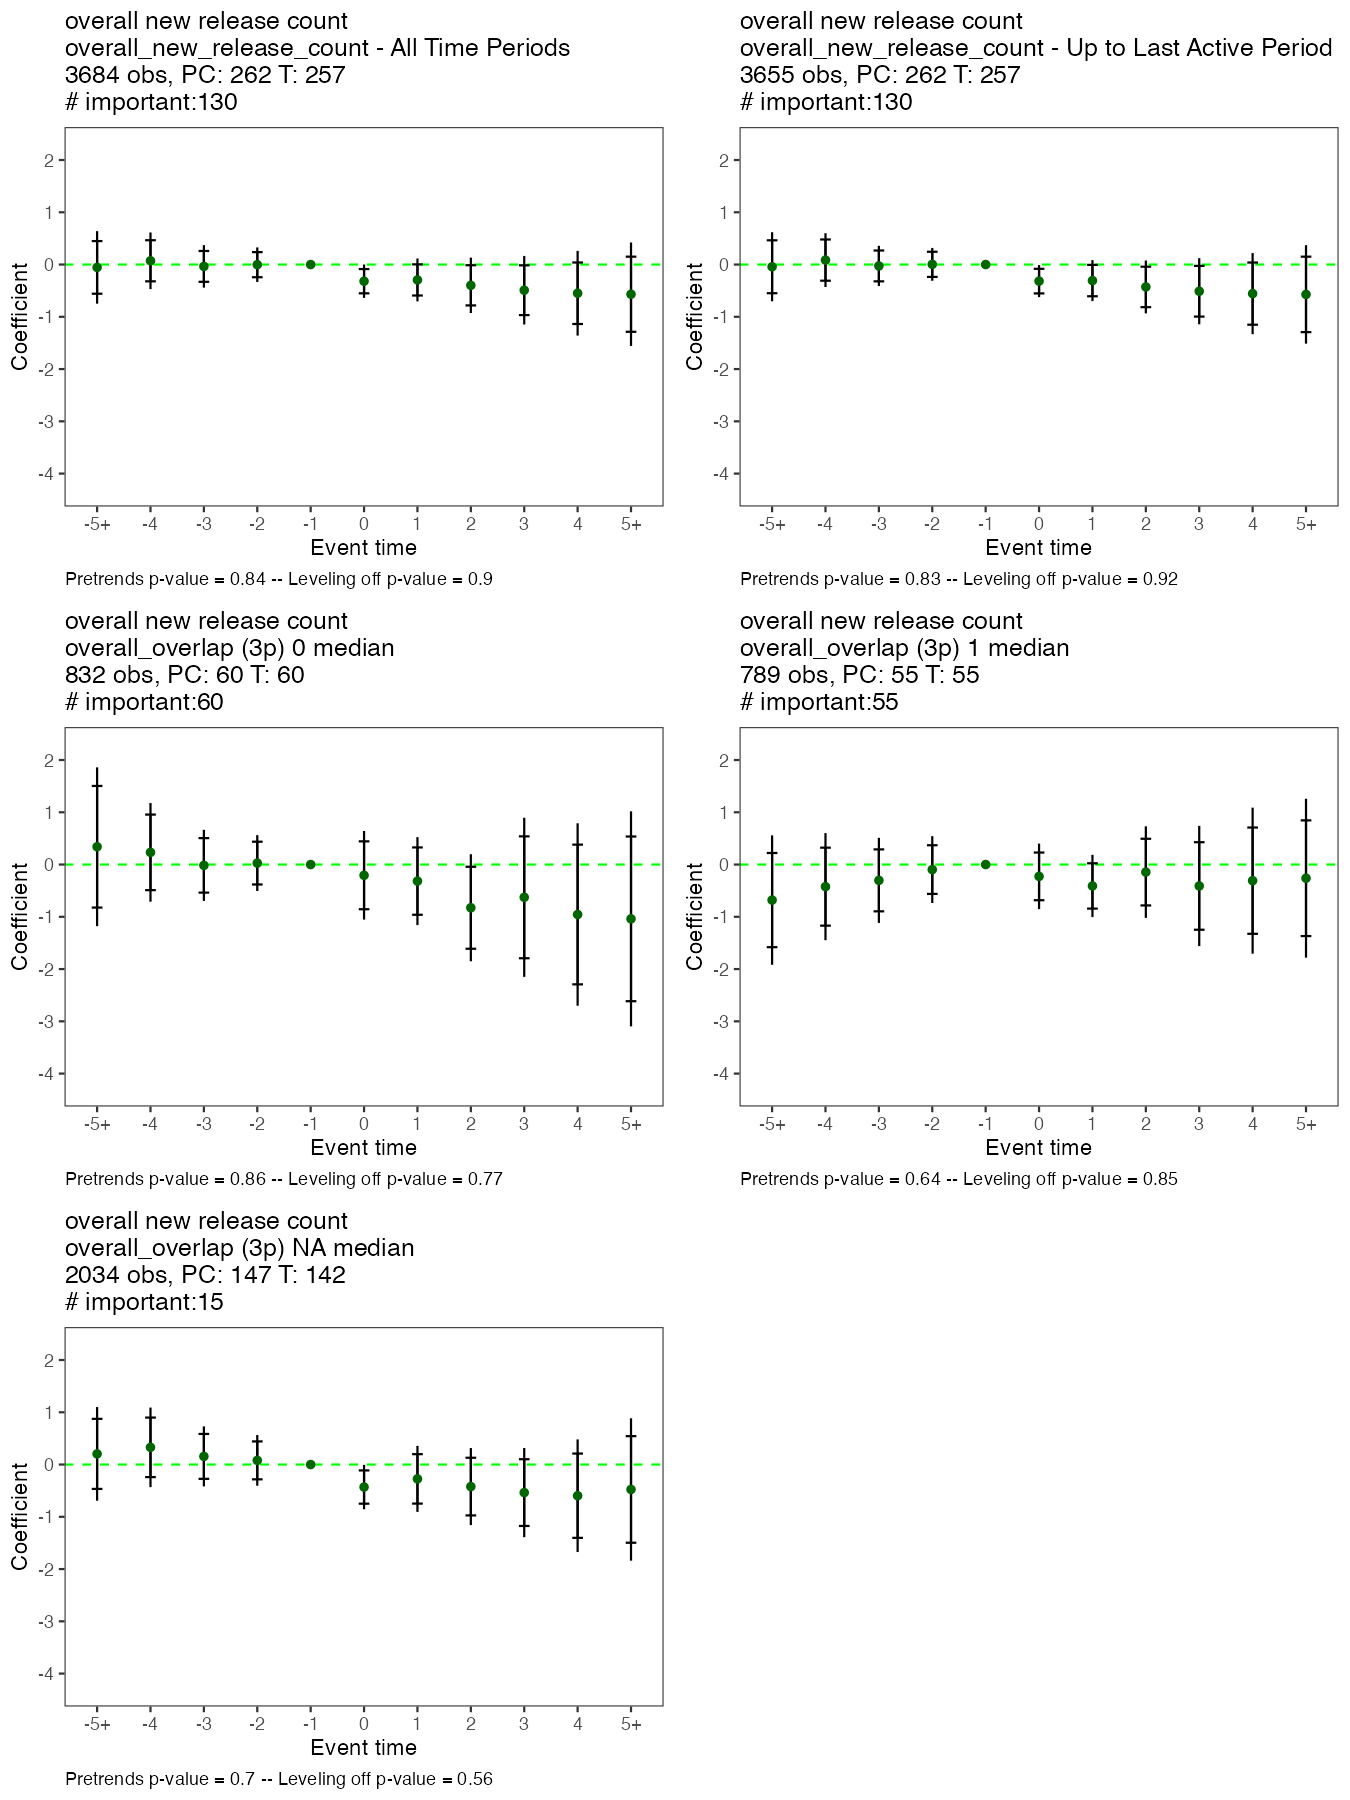 overall new release count
overall_new_release_count - All Time Periods
3684 obs, PC: 262 T: 257
# important:130
2
1
0
-1
-2
-3
-4
Coefficient
-5+ -4 -3 -2 -1 0 1 2 3 4 5+
Event time
Pretrends p-value = 0.84 -- Leveling off p-value = 0.9
overall new release count
overall_new_release_count - Up to Last Active Period
3655 obs, PC: 262 T: 257
# important:130
2
1
0
-1
-2
-3
-4
Coefficient
-5+ -4 -3 -2 -1 0 1 2 3 4 5+
Event time
Pretrends p-value = 0.83 -- Leveling off p-value = 0.92
overall new release count
overall_overlap (3p) 0 median
832 obs, PC: 60 T: 60
# important:60
2
1
0
-1
-2
-3
-4
Coefficient
-5+ -4 -3 -2 -1 0 1 2 3 4 5+
Event time
Pretrends p-value = 0.86 -- Leveling off p-value = 0.77
overall new release count
overall_overlap (3p) 1 median
789 obs, PC: 55 T: 55
# important:55
2
1
0
-1
-2
-3
-4
Coefficient
-5+ -4 -3 -2 -1 0 1 2 3 4 5+
Event time
Pretrends p-value = 0.64 -- Leveling off p-value = 0.85
overall new release count
overall_overlap (3p) NA median
2034 obs, PC: 147 T: 142
# important:15
2
1
0
-1
-2
-3
-4
Coefficient
-5+ -4 -3 -2 -1 0 1 2 3 4 5+
Event time
Pretrends p-value = 0.7 -- Leveling off p-value = 0.56